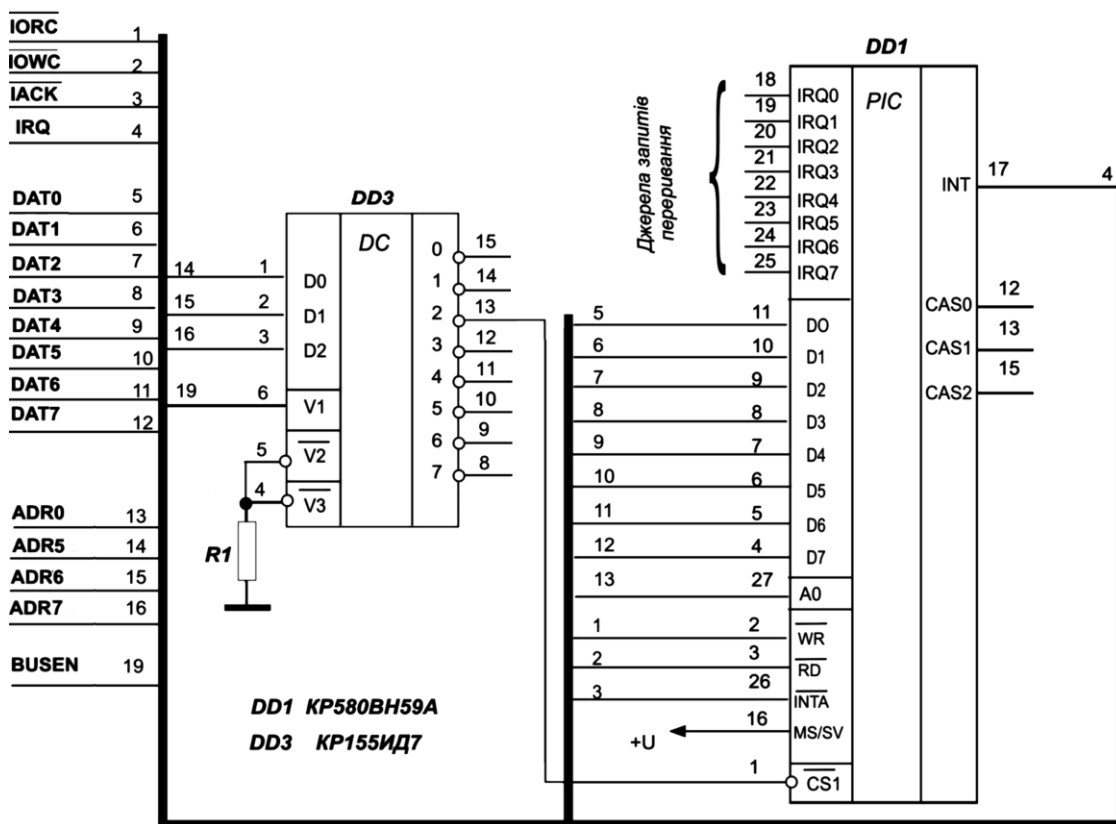 IORC 1
IOWC 2
IACK 3
IRQ 4
DAT0 5
DAT1 6
DAT2 7
DAT3 8
DAT4 9
DAT5 10
DAT6 11
DAT7 12
ADR0 13
ADR5 14
ADR6 15
ADR7 16
BUSEN 19
DD3
DC
14 1 D0
15 2 D1
16 3 D2
19 6 V1
5 V2
4 V3
0 15
1 14
2 13
3 12
4 11
5 10
6 9
7 8
R1
DD1 КР580ВН59А
DD3 КР155ИД7
Джерела запитів
переривання
DD1
PIC
18 IRQ0
19 IRQ1
20 IRQ2
21 IRQ3
22 IRQ4
23 IRQ5
24 IRQ6
25 IRQ7
5 11 D0
6 10 D1
7 9 D2
8 8 D3
9 7 D4
10 6 D5
11 5 D6
12 4 D7
13 27 A0
1 2 WR
2 3 RD
3 26 INTA
+U 16 MS/SV
1 CS1
INT 17 4
CAS0 12
CAS1 13
CAS2 15